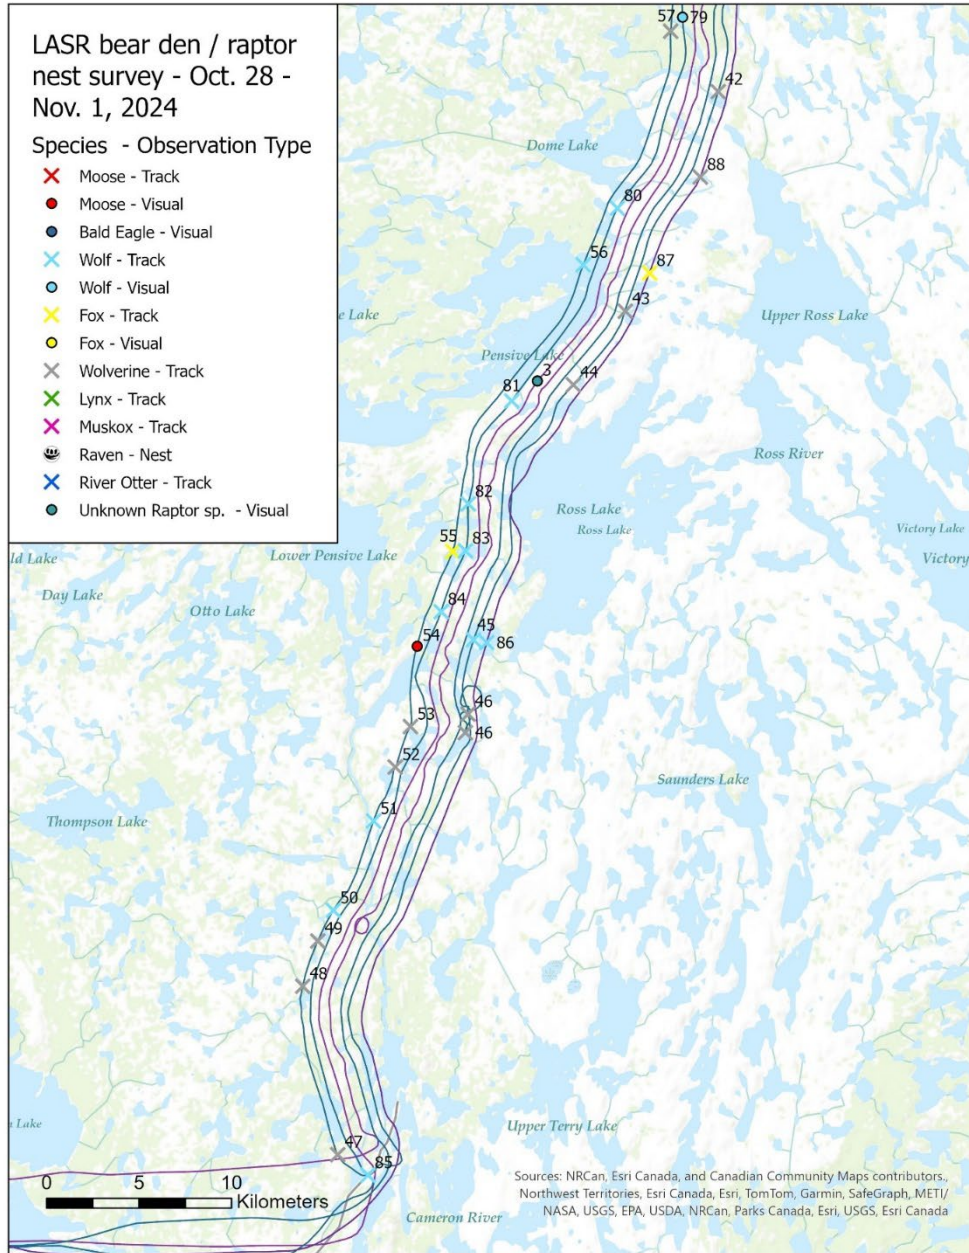 LASR bear den / raptor
nest survey - Oct. 28 -
Nov. 1, 2024
Species - Observation Type
Moose - Track
Moose - Visual
Bald Eagle - Visual
Wolf - Track
Wolf - Visual
Fox - Track
Fox - Visual
Wolverine - Track
Lynx - Track
Muskox - Track
Raven - Nest
River Otter - Track
Unknown Raptor sp. - Visual
57
79
42
Dome Lake
88
80
56
87
43
Upper Ross Lake
e Lake
Pensive Lake
3
44
81
Ross River
82
Ross Lake
Ross Lake
Victory Lake
55
83
Lower Pensive Lake
ld Lake
Victory
Day Lake
Otto Lake
84
45
54
86
46
53
46
52
Saunders Lake
51
Thompson Lake
50
49
48
Lake
Upper Terry Lake
47
85
0 5 10
Kilometers
Cameron River
Sources: NRCan, Esri Canada, and Canadian Community Maps contributors.,
Northwest Territories, Esri Canada, Esri, TomTom, Garmin, SafeGraph, METI/
NASA, USGS, EPA, USDA, NRCan, Parks Canada, Esri, USGS, Esri Canada